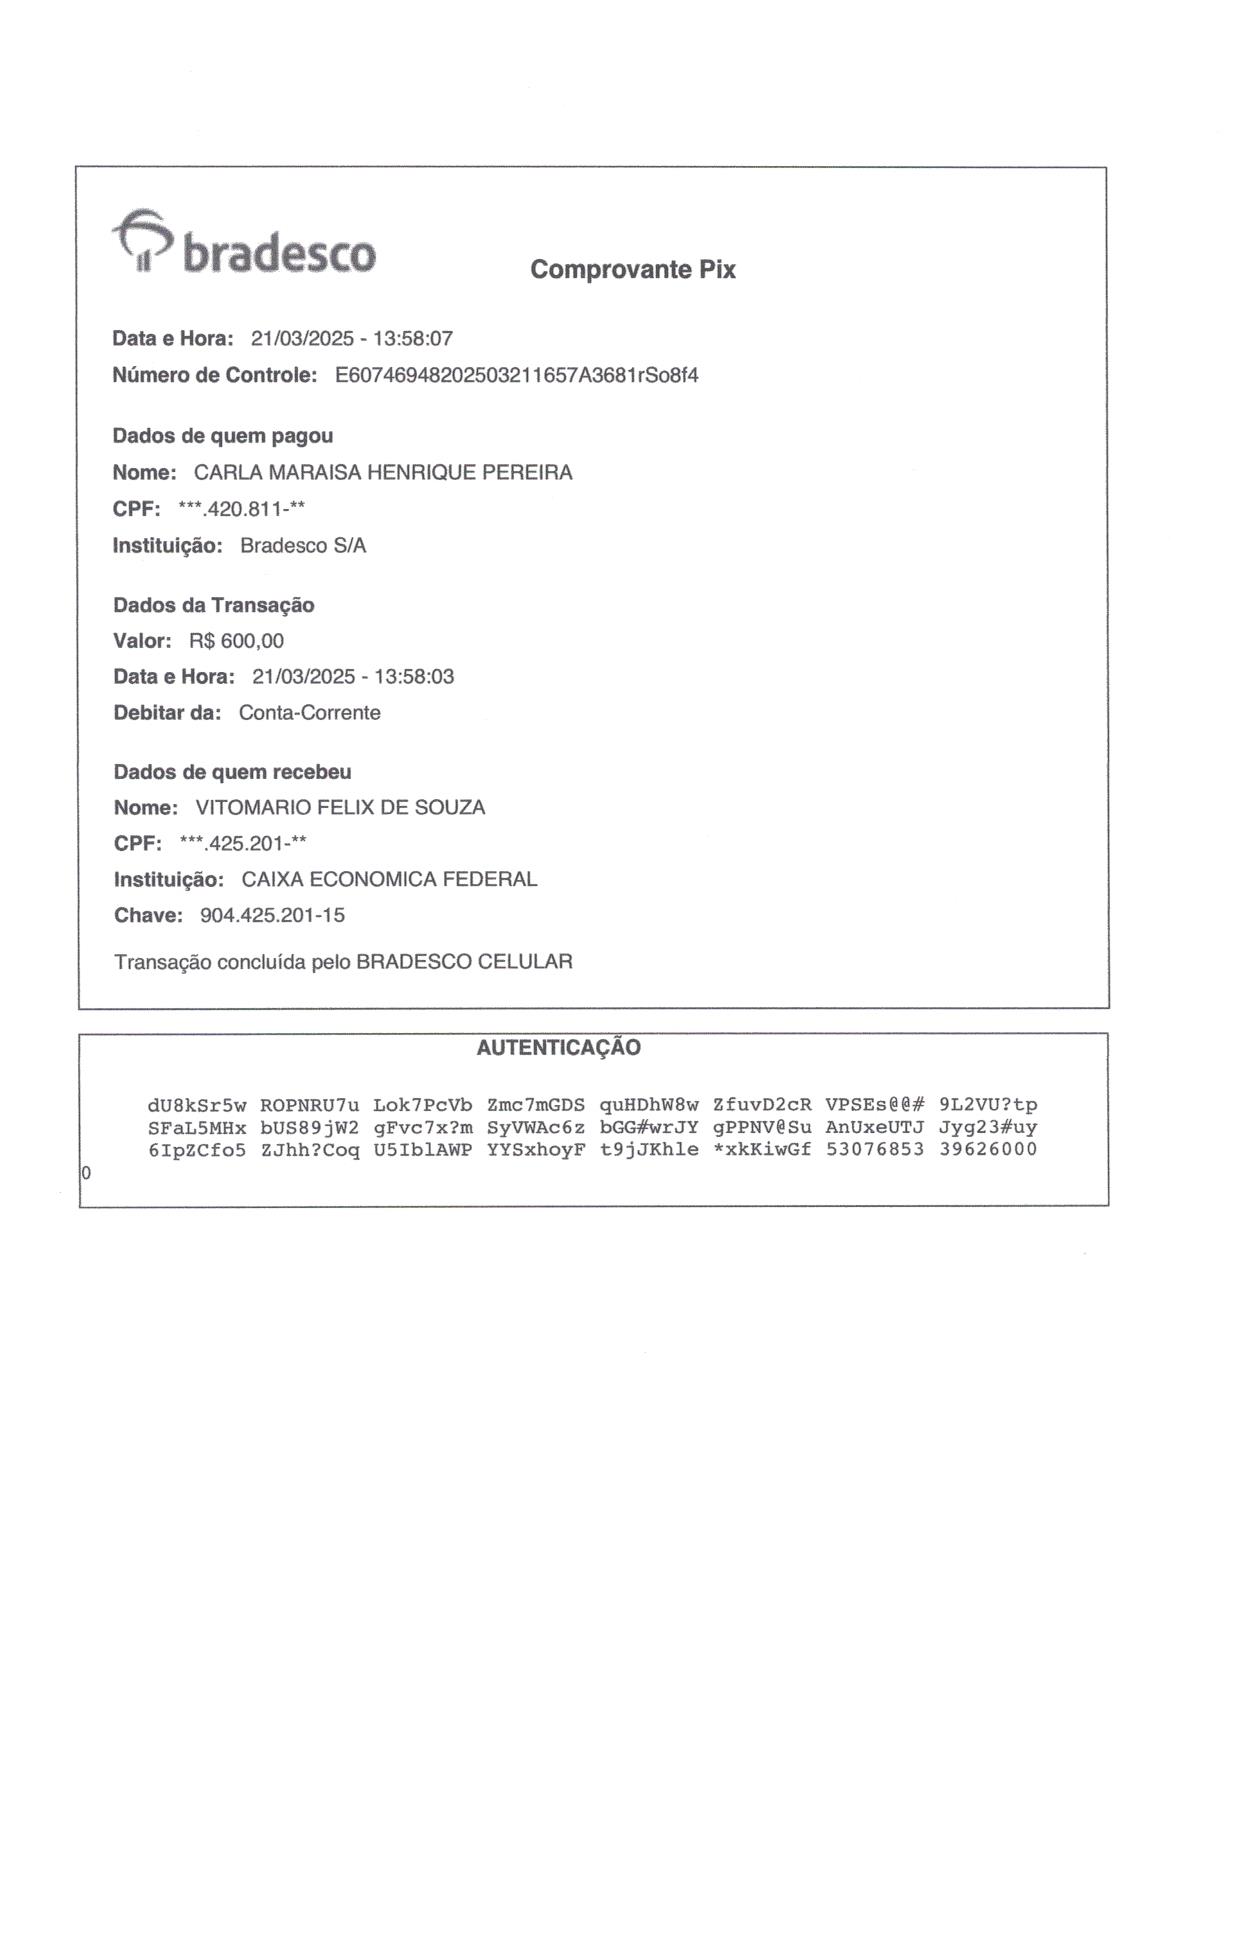 bradesco
Comprovante Pix
Data e Hora: 21/03/2025 - 13:58:07
Número de Controle: E60746948202503211657A3681rSo8f4
Dados de quem pagou
Nome: CARLA MARAISA HENRIQUE PEREIRA
CPF: ***.420.811-**
Instituição: Bradesco S/A
Dados da Transação
Valor: R$ 600,00
Data e Hora: 21/03/2025 - 13:58:03
Debitar da: Conta-Corrente
Dados de quem recebeu
Nome: VITOMARIO FELIX DE SOUZA
CPF: ***.425.201-**
Instituição: CAIXA ECONOMICA FEDERAL
Chave: 904.425.201-15
Transação concluída pelo BRADESCO CELULAR
AUTENTICAÇÃO
dU8kSr5w ROPNRU7u Lok7PcVb Zmc7mGDS quHDhW8w ZfuvD2cR VPSEs@@# 9L2VU?tp
SFaL5MHx bUS89jW2 gFvc7x?m SyVWAc6z bGG#wrJY gPPNV@Su AnUxeUTJ Jyg23#uy
6IpZCfo5 ZJhh?Coq U5IblAWP YYSxhoyF t9jJKhle *xkKiwGf 53076853 39626000
0